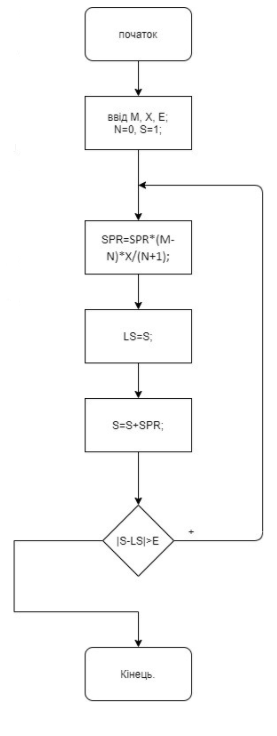 початок
ввід M, X, E;
N=0, S=1;
SPR=SPR*(M-
N)*X/(N+1);
LS=S;
S=S+SPR;
|S-LS|>E
+
Кінець.